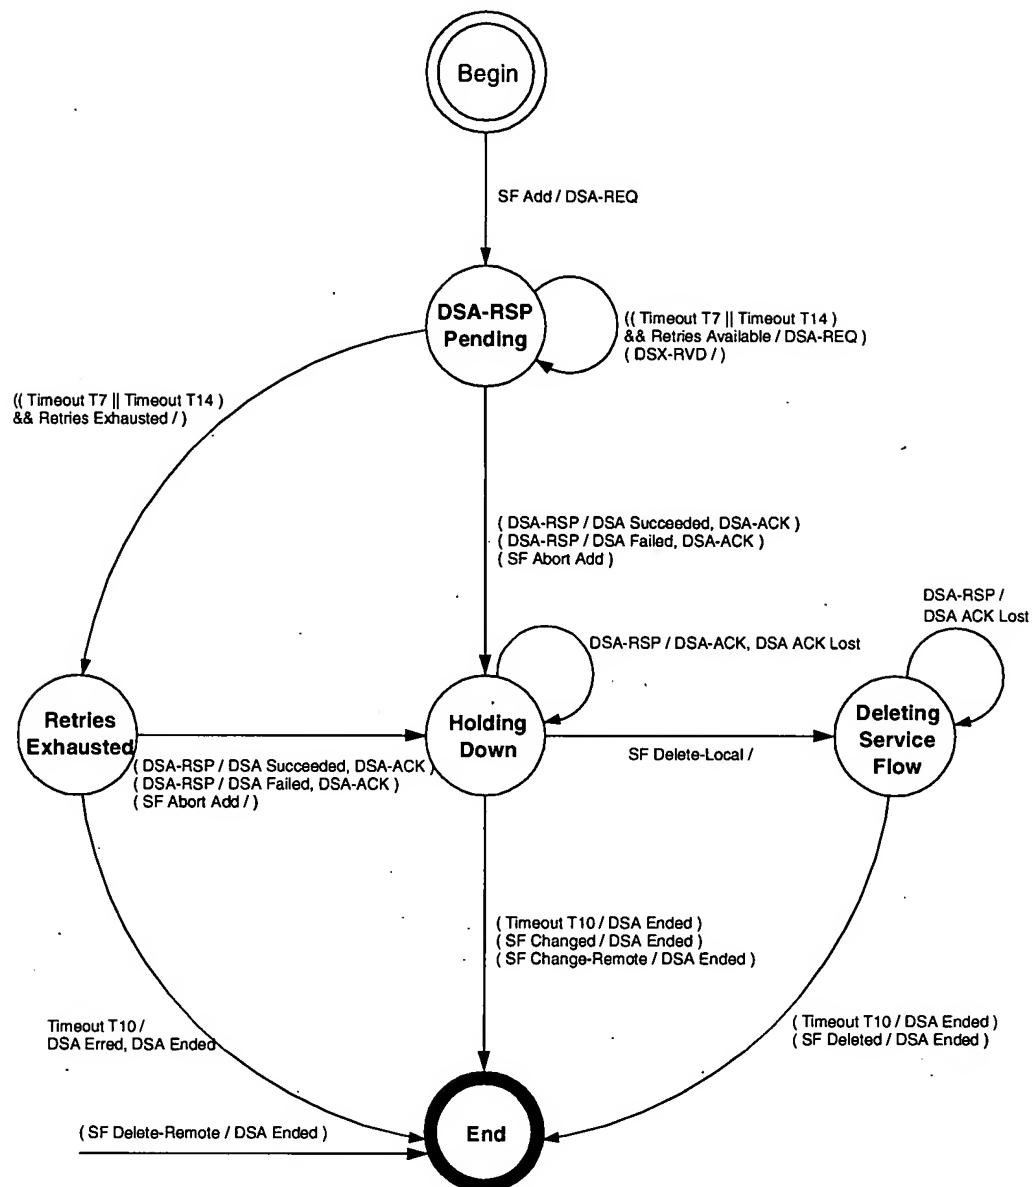 Begin
SF Add / DSA-REQ
DSA-RSP
Pending
(( Timeout T7 || Timeout T14 )
&& Retries Available / DSA-REQ )
( DSX-RVD / )
(( Timeout T7 || Timeout T14 )
&& Retries Exhausted / )
( DSA-RSP / DSA Succeeded, DSA-ACK )
( DSA-RSP / DSA Failed, DSA-ACK )
( SF Abort Add )
DSA-RSP /
DSA ACK Lost
DSA-RSP / DSA-ACK, DSA ACK Lost
Retries
Exhausted
Holding
Down
Deleting
Service
Flow
SF Delete-Local /
( DSA-RSP / DSA Succeeded, DSA-ACK )
( DSA-RSP / DSA Failed, DSA-ACK )
( SF Abort Add / )
( Timeout T10 / DSA Ended )
( SF Changed / DSA Ended )
( SF Change-Remote / DSA Ended )
Timeout T10 /
DSA Erred, DSA Ended
( Timeout T10 / DSA Ended )
( SF Deleted / DSA Ended )
( SF Delete-Remote / DSA Ended )
End